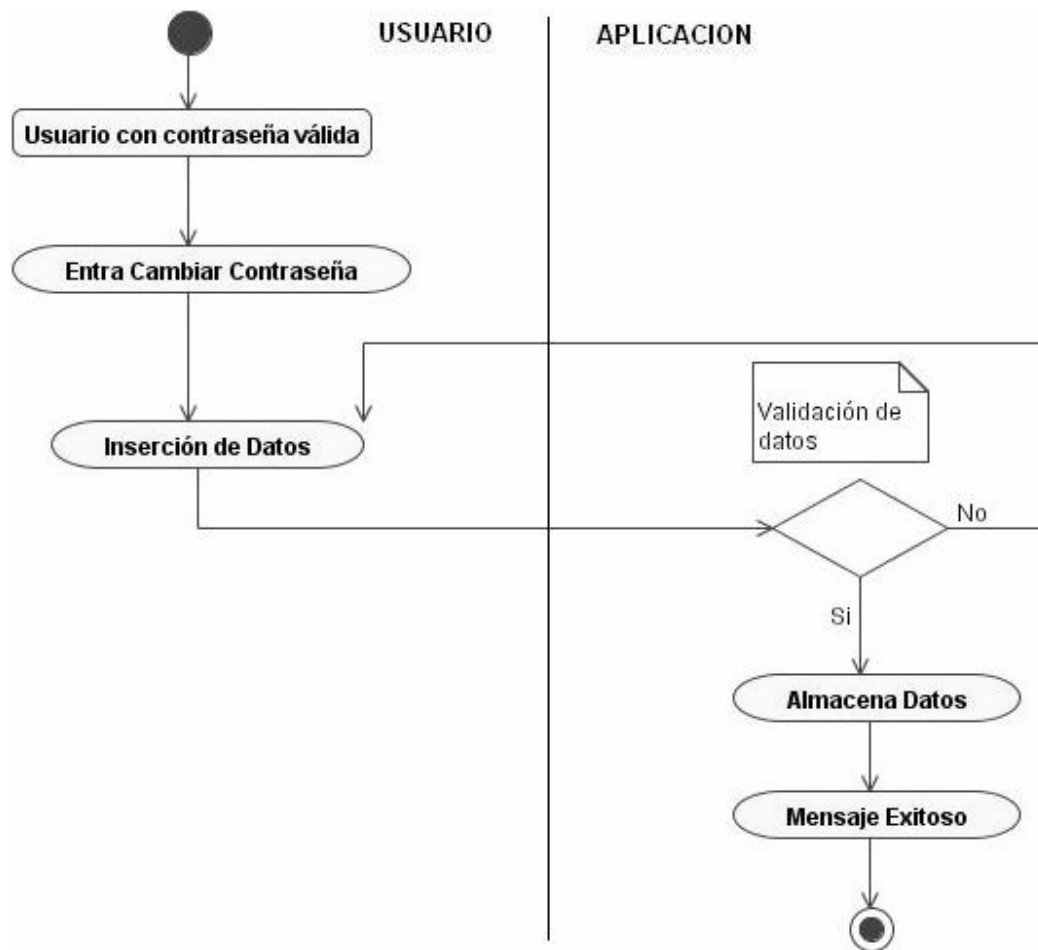 USUARIO
APLICACION
Usuario con contraseña válida
Entra Cambiar Contraseña
Inserción de Datos
Validación de
datos
No
Si
Almacena Datos
Mensaje Exitoso